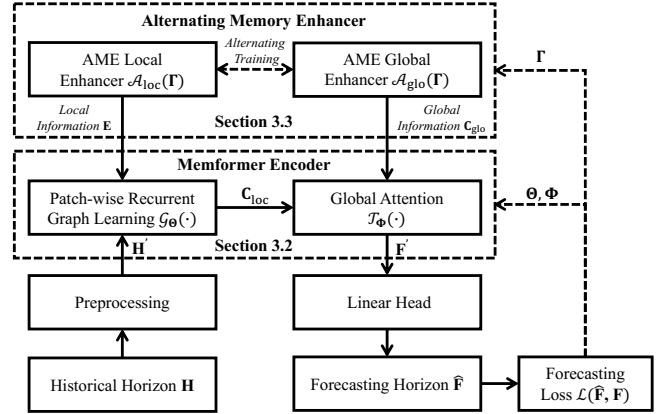 Alternating Memory Enhancer
AME Local
Enhancer 𝒜loc(Γ)
Alternating
Training
AME Global
Enhancer 𝒜glo(Γ)
Γ
Local
Information E
Section 3.3
Global
Information Cglo
Memformer Encoder
Patch-wise Recurrent
Graph Learning 𝒢Θ(·)
Cloc
Global Attention
𝒯Φ(·)
Θ, Φ
Section 3.2
H′
F′
Preprocessing
Linear Head
Historical Horizon H
Forecasting Horizon F̂
Forecasting
Loss ℒ(F̂, F)